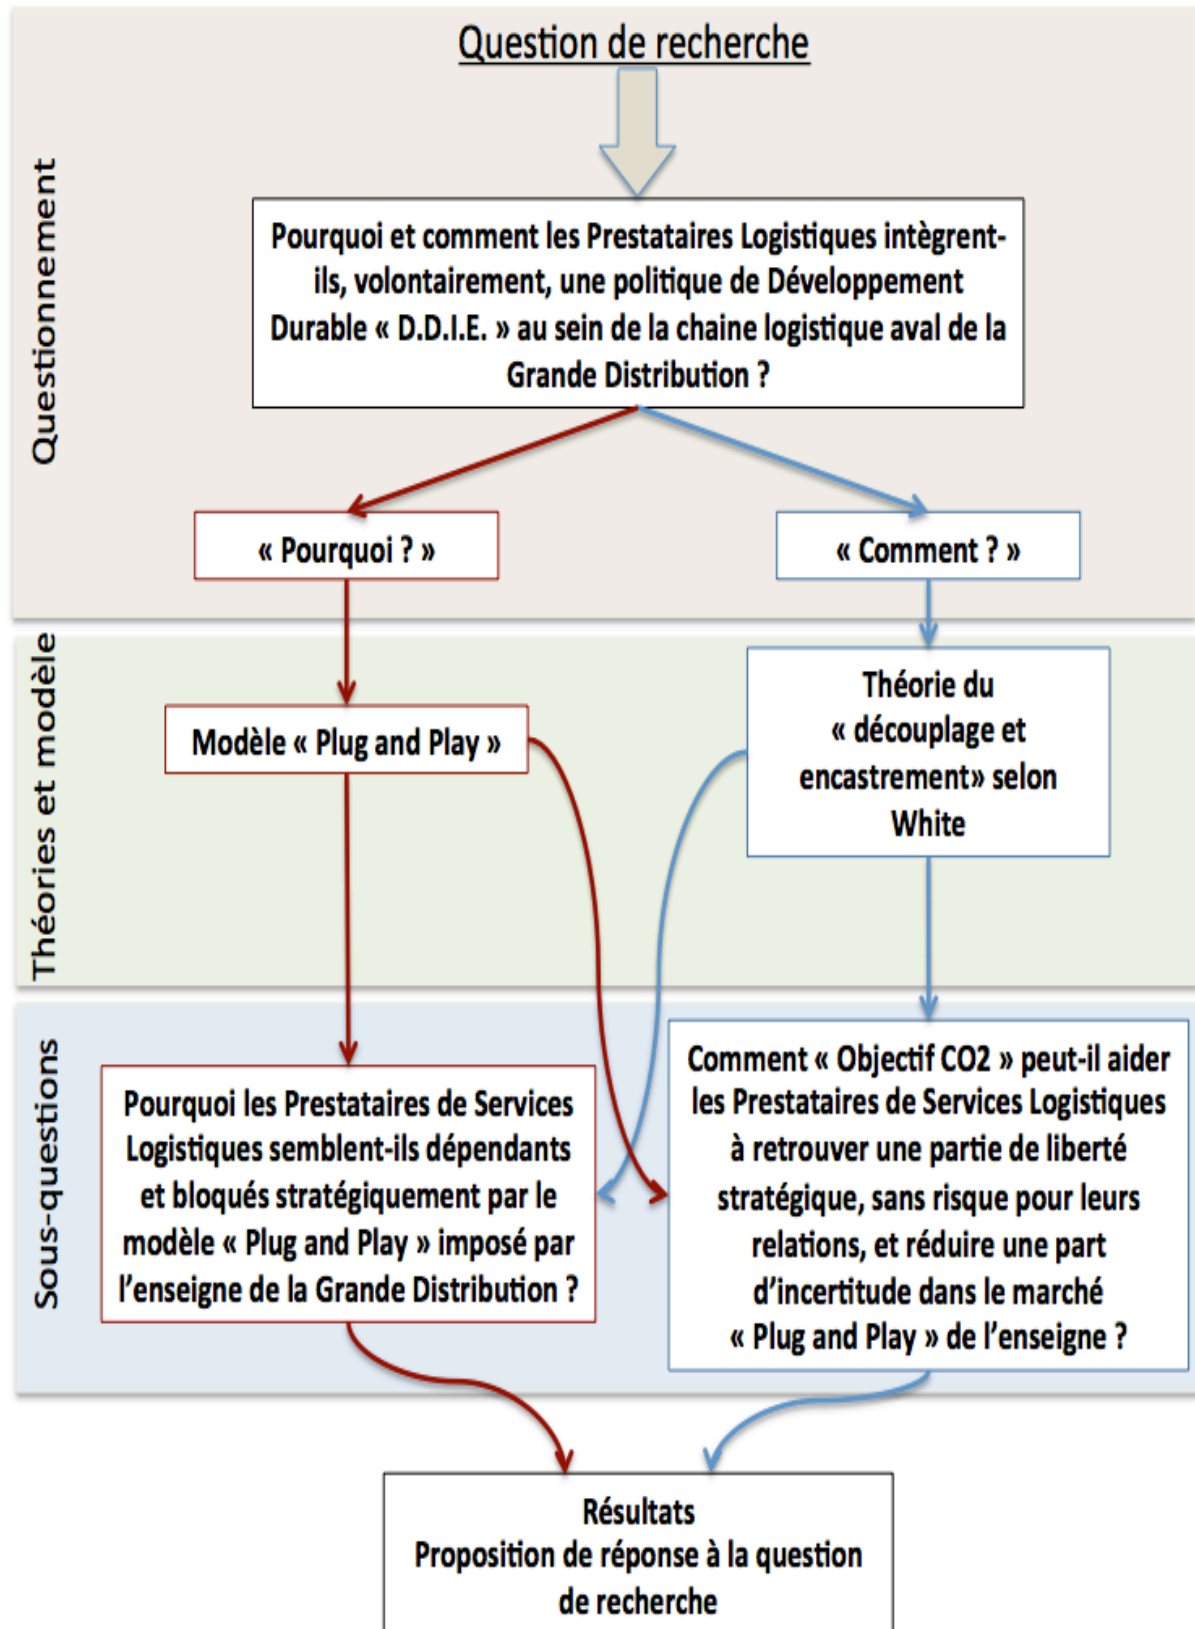 Question de recherche
Questionnement
Pourquoi et comment les Prestataires Logistiques intègrent-
ils, volontairement, une politique de Développement
Durable « D.D.I.E. » au sein de la chaine logistique aval de la
Grande Distribution ?
« Pourquoi ? »
« Comment ? »
Théories et modèle
Modèle « Plug and Play »
Théorie du
« découplage et
encastrement» selon
White
Sous-questions
Pourquoi les Prestataires de Services
Logistiques semblent-ils dépendants
et bloqués stratégiquement par le
modèle « Plug and Play » imposé par
l’enseigne de la Grande Distribution ?
Comment « Objectif CO2 » peut-il aider
les Prestataires de Services Logistiques
à retrouver une partie de liberté
stratégique, sans risque pour leurs
relations, et réduire une part
d’incertitude dans le marché
« Plug and Play » de l’enseigne ?
Résultats
Proposition de réponse à la question
de recherche